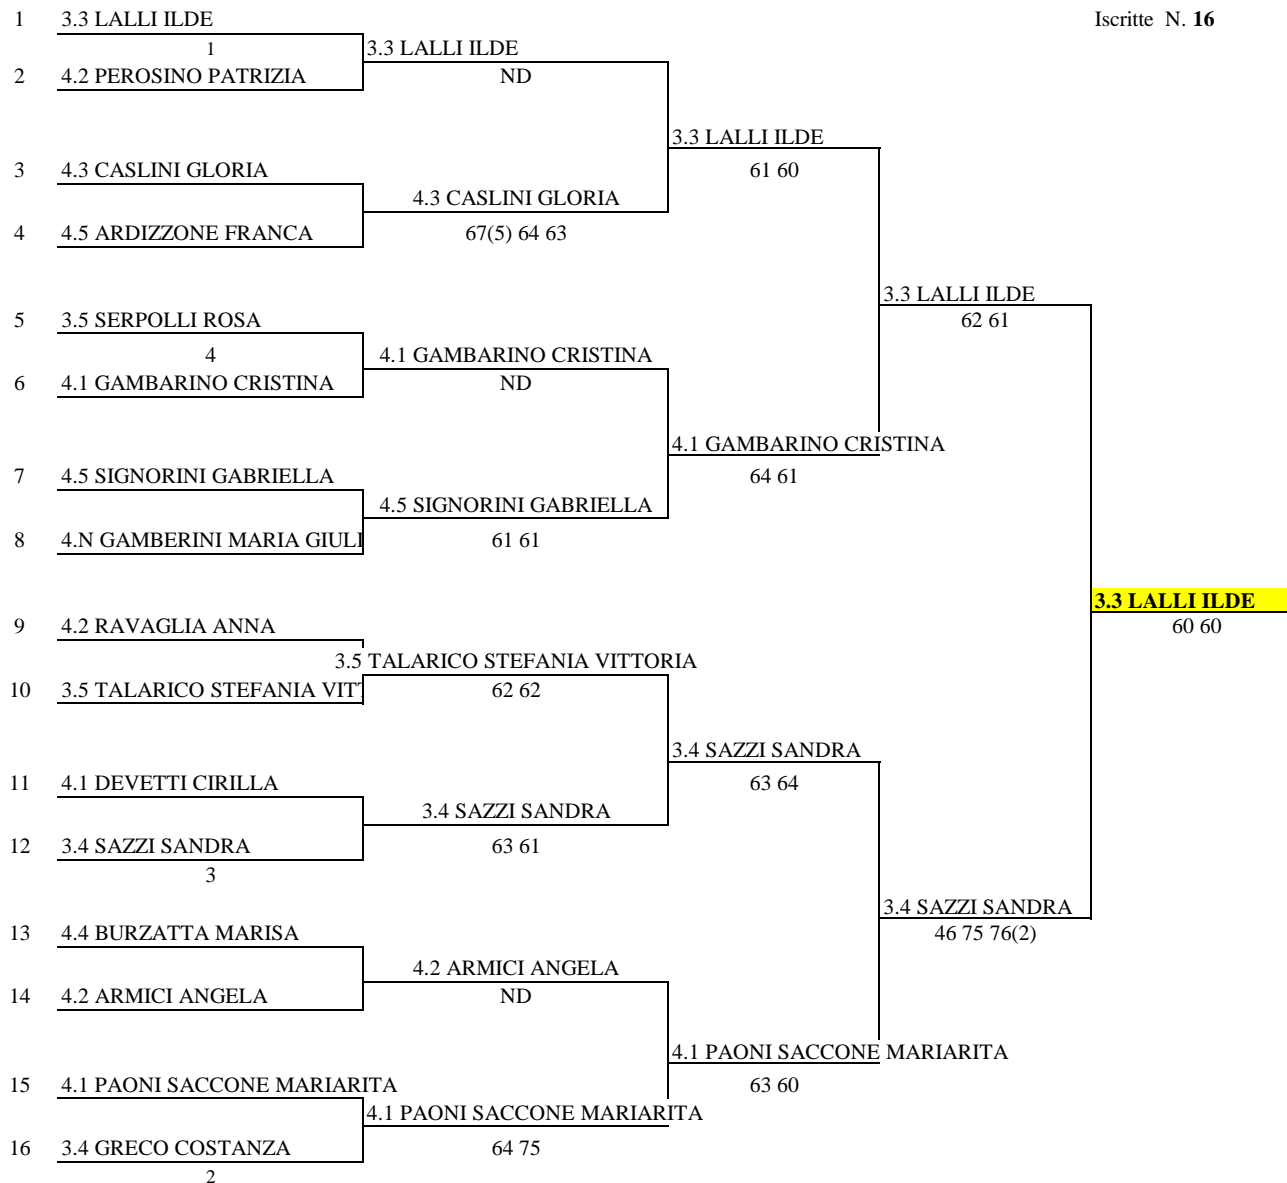 1 3.3 LALLI ILDE Iscritte N. 16
1 3.3 LALLI ILDE
2 4.2 PEROSINO PATRIZIA ND
3.3 LALLI ILDE
3 4.3 CASLINI GLORIA 61 60
4.3 CASLINI GLORIA
4 4.5 ARDIZZONE FRANCA 67(5) 64 63
3.3 LALLI ILDE
5 3.5 SERPOLLI ROSA 62 61
4 4.1 GAMBARINO CRISTINA
6 4.1 GAMBARINO CRISTINA ND
4.1 GAMBARINO CRISTINA
7 4.5 SIGNORINI GABRIELLA 64 61
4.5 SIGNORINI GABRIELLA
8 4.N GAMBERINI MARIA GIULI 61 61
3.3 LALLI ILDE
9 4.2 RAVAGLIA ANNA 60 60
3.5 TALARICO STEFANIA VITTORIA
10 3.5 TALARICO STEFANIA VITT 62 62
3.4 SAZZI SANDRA
11 4.1 DEVETTI CIRILLA 63 64
3.4 SAZZI SANDRA
12 3.4 SAZZI SANDRA 63 61
3
3.4 SAZZI SANDRA
13 4.4 BURZATTA MARISA 46 75 76(2)
4.2 ARMICI ANGELA
14 4.2 ARMICI ANGELA ND
4.1 PAONI SACCONE MARIARITA
15 4.1 PAONI SACCONE MARIARITA 63 60
4.1 PAONI SACCONE MARIARITA
16 3.4 GRECO COSTANZA 64 75
2